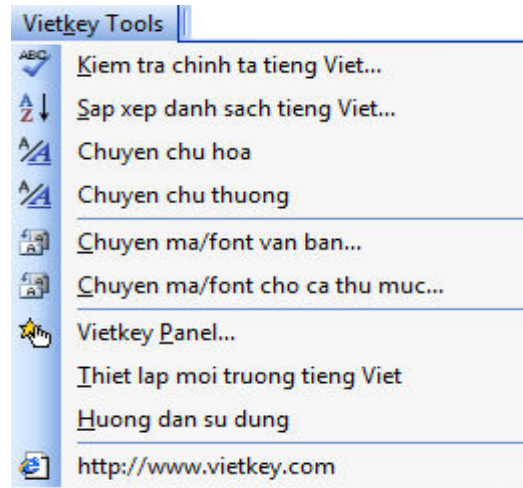 Vietkey Tools
Kiem tra chinh ta tieng Viet...
Sap xep danh sach tieng Viet...
Chuyen chu hoa
Chuyen chu thuong
Chuyen ma/font van ban...
Chuyen ma/font cho ca thu muc...
Vietkey Panel...
Thiet lap moi truong tieng Viet
Huong dan su dung
http://www.vietkey.com